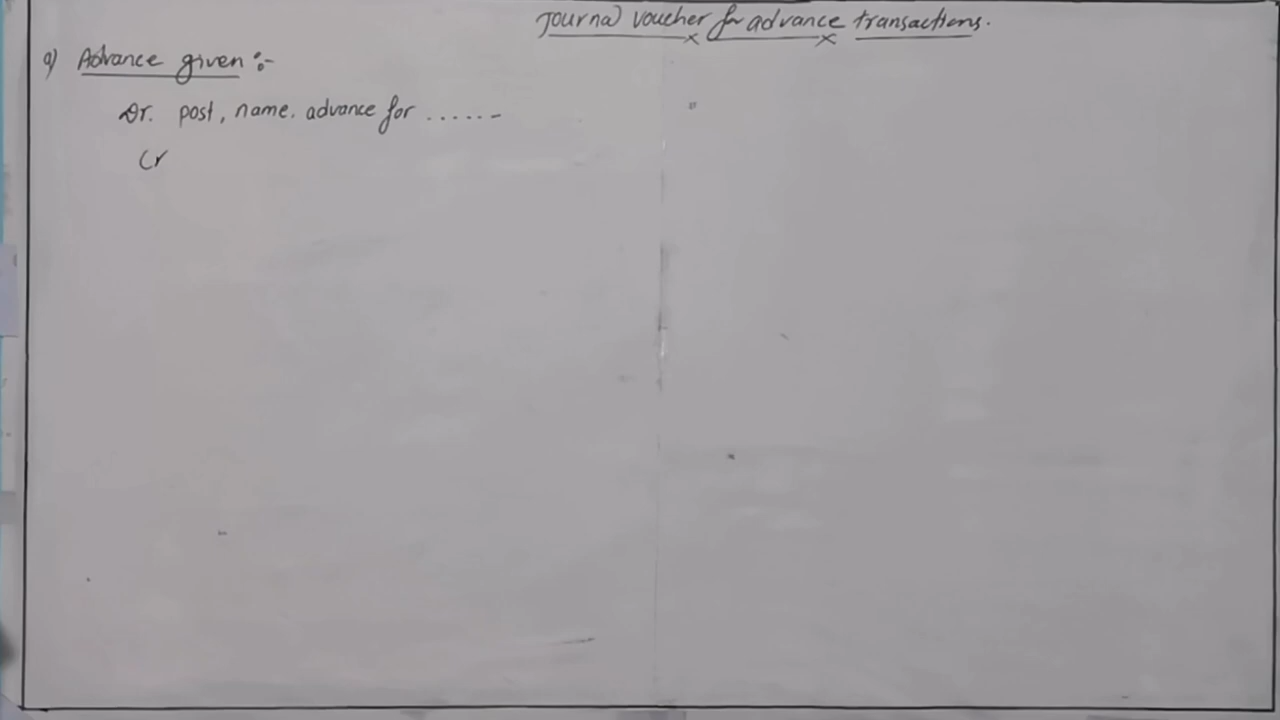 Journal voucher for advance transactions.
a) Advance given :-
Dr. post, name. advance for ......
Cr